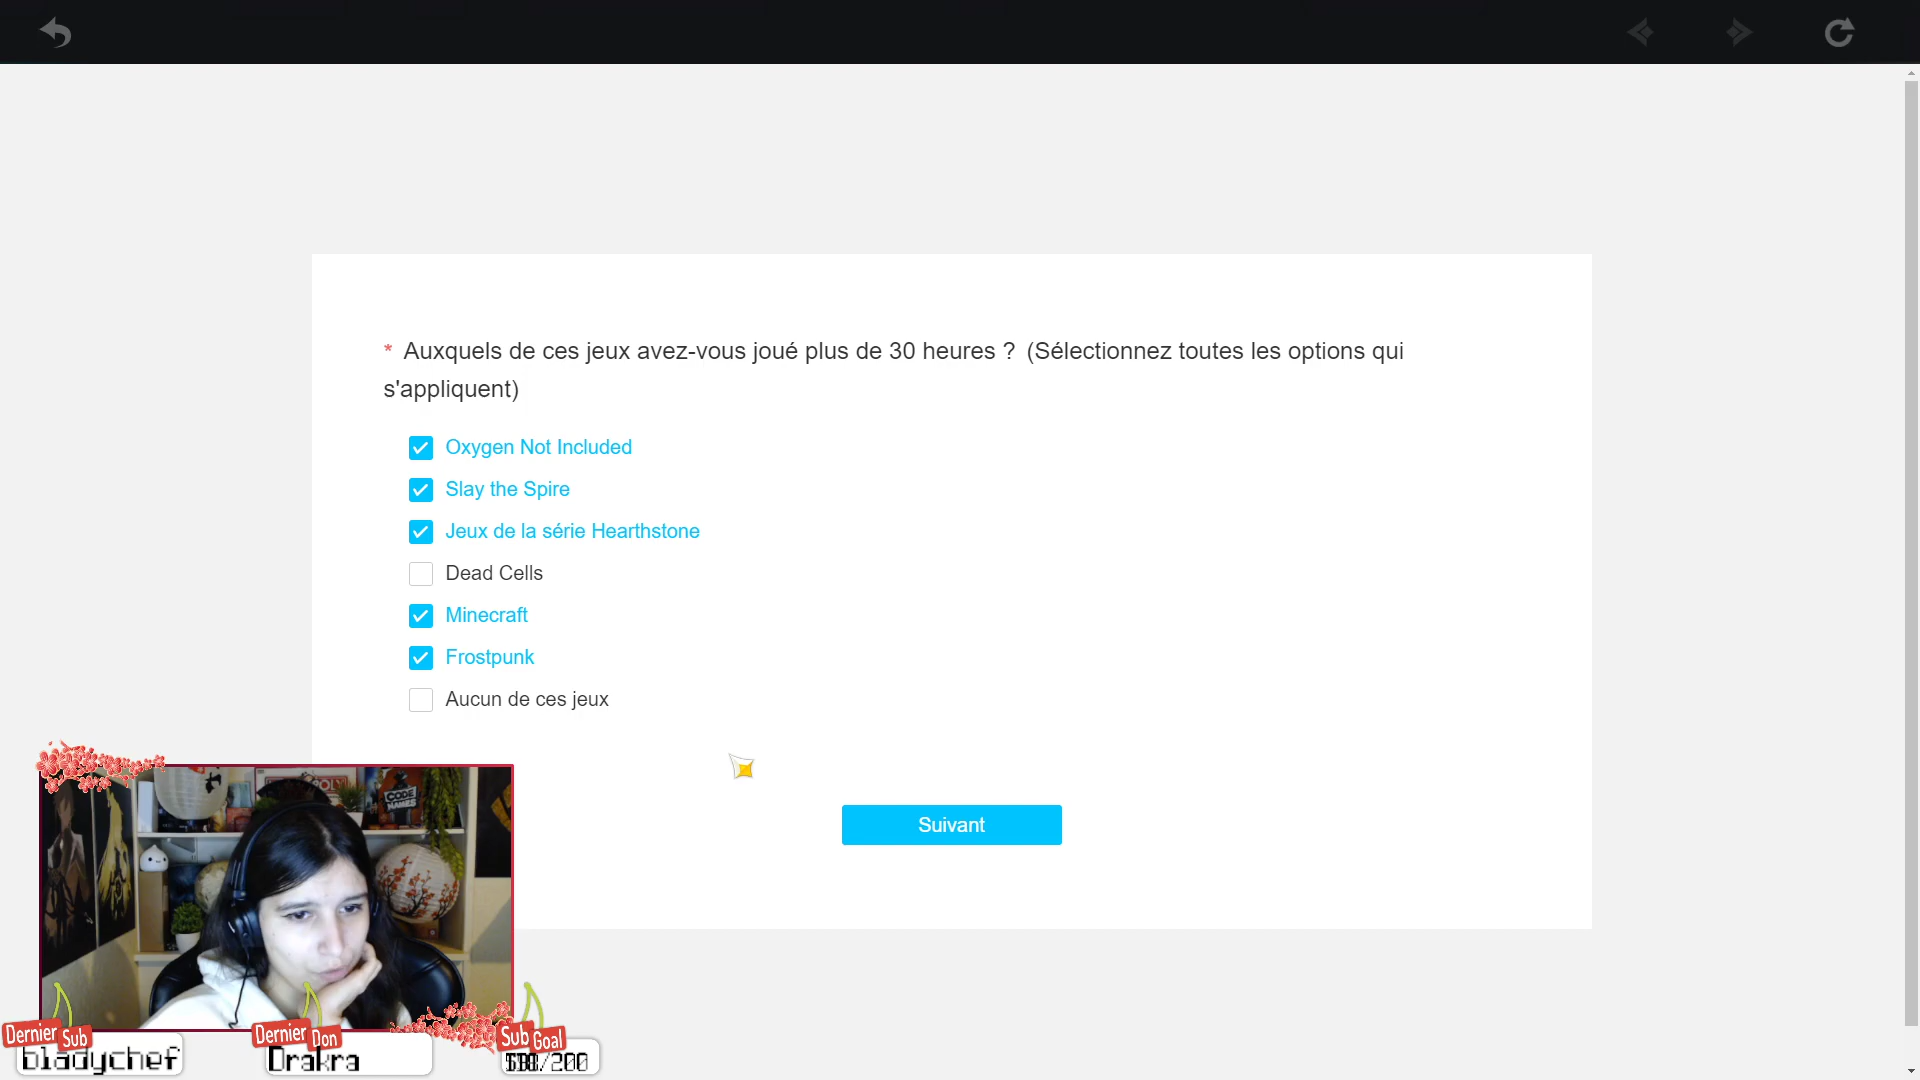 * Auxquels de ces jeux avez-vous joué plus de 30 heures ? (Sélectionnez toutes les options qui
s'appliquent)
Oxygen Not Included
Slay the Spire
Jeux de la série Hearthstone
Dead Cells
Minecraft
Frostpunk
Aucun de ces jeux
Suivant
CODE
NAMES
Dernier Sub
bladychef
Dernier Don
Drakra
Sub Goal
/200